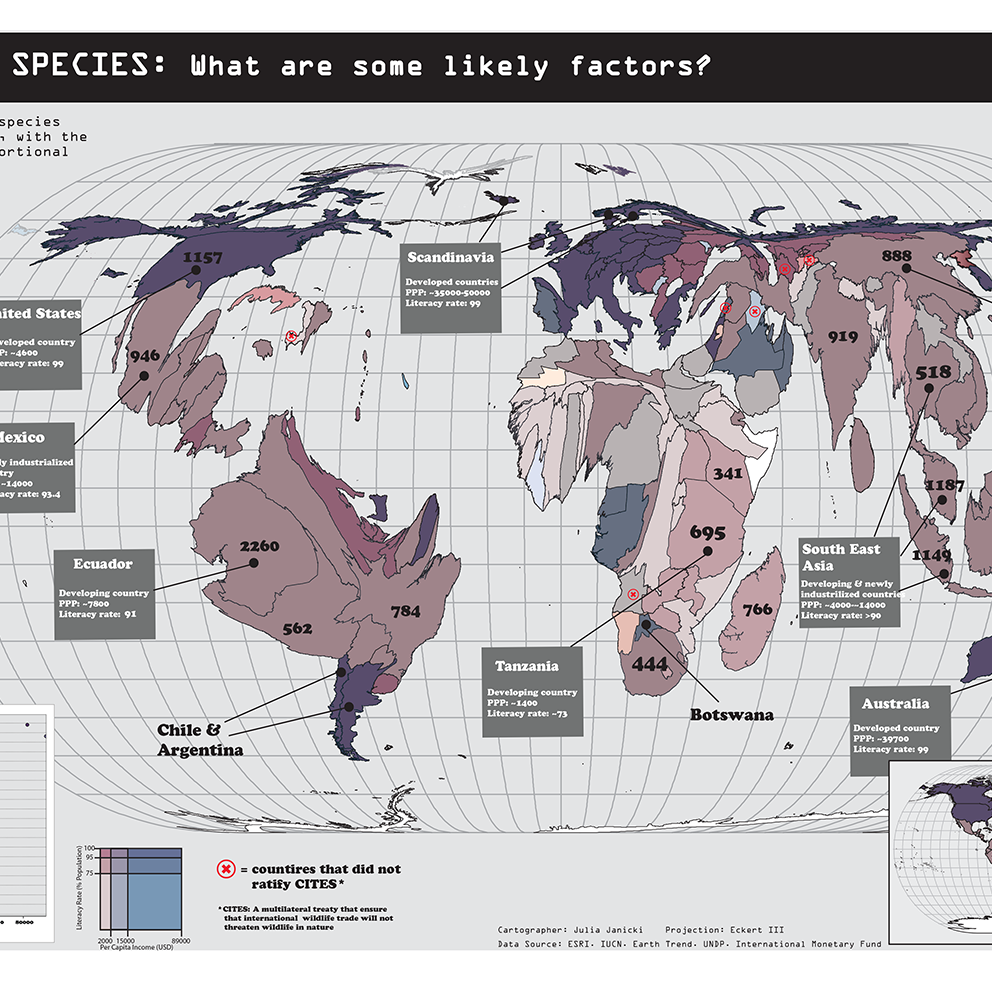 SPECIES: What are some likely factors?
species
, with the
ortional
1157
946
888
919
518
1187
1149
341
695
766
444
2260
562
784
Scandinavia
Developed countries
PPP: ~35000-50000
Literacy rate: 99
nited States
veloped country
P: ~4600
eracy rate: 99
Mexico
ly industrialized
try
~14000
acy rate: 93.4
Ecuador
Developing country
PPP: ~7800
Literacy rate: 91
Chile &
Argentina
Tanzania
Developing country
PPP: ~1400
Literacy rate: ~73
Botswana
South East
Asia
Developing & newly
industrilized countries
PPP: ~4000--14000
Literacy rate: >90
Australia
Developed country
PPP: ~39700
Literacy rate: 99
80000
Literacy Rate (% Population)
100
95
75
2000 15000 89000
Per Capita Income (USD)
= countires that did not
ratify CITES*
*CITES: A multilateral treaty that ensure
that international wildlife trade will not
threaten wildlife in nature
Cartographer: Julia Janicki Projection: Eckert III
Data Source: ESRI. IUCN. Earth Trend. UNDP. International Monetary Fund